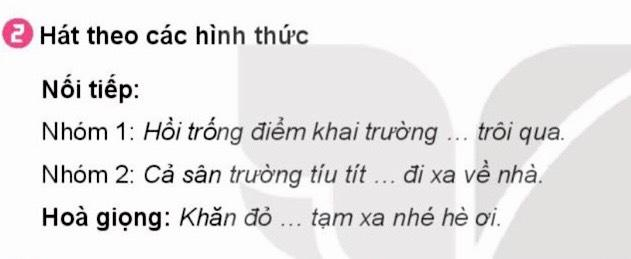 2 Hát theo các hình thức
Nối tiếp:
Nhóm 1: Hồi trống điểm khai trường ... trôi qua.
Nhóm 2: Cả sân trường tíu tít ... đi xa về nhà.
Hoà giọng: Khăn đỏ ... tạm xa nhé hè ơi.